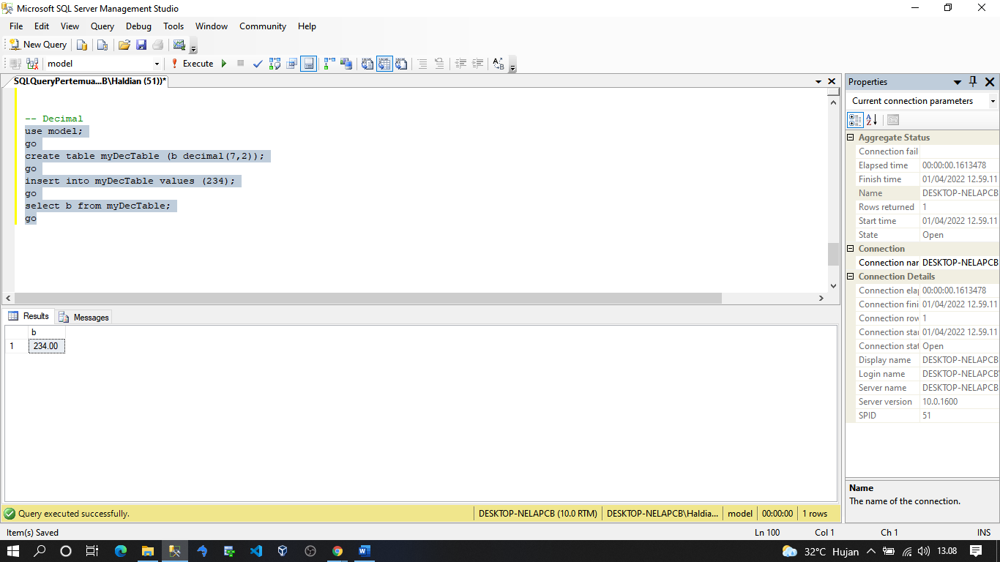 Microsoft SQL Server Management Studio
File Edit View Query Debug Tools Window Community Help
New Query
model Execute
SQLQueryPertemua...B\Haldian (51))*
-- Decimal
use model;
go
create table myDecTable (b decimal(7,2));
go
insert into myDecTable values (234);
go
select b from myDecTable;
go
Results Messages
b
1 234.00
Query executed successfully. DESKTOP-NELAPCB (10.0 RTM) DESKTOP-NELAPCB\Haldia... model 00:00:00 1 rows
Properties
Current connection parameters
Aggregate Status
Connection fail
Elapsed time 00:00:00.1613478
Finish time 01/04/2022 12.59.11
Name DESKTOP-NELAPCB
Rows returned 1
Start time 01/04/2022 12.59.11
State Open
Connection
Connection nar DESKTOP-NELAPCB
Connection Details
Connection elap 00:00:00.1613478
Connection fini 01/04/2022 12.59.11
Connection row 1
Connection star 01/04/2022 12.59.11
Connection stat Open
Display name DESKTOP-NELAPCB
Login name DESKTOP-NELAPCB\
Server name DESKTOP-NELAPCB
Server version 10.0.1600
SPID 51
Name
The name of the connection.
Item(s) Saved Ln 100 Col 1 Ch 1 INS
32°C Hujan 13.08